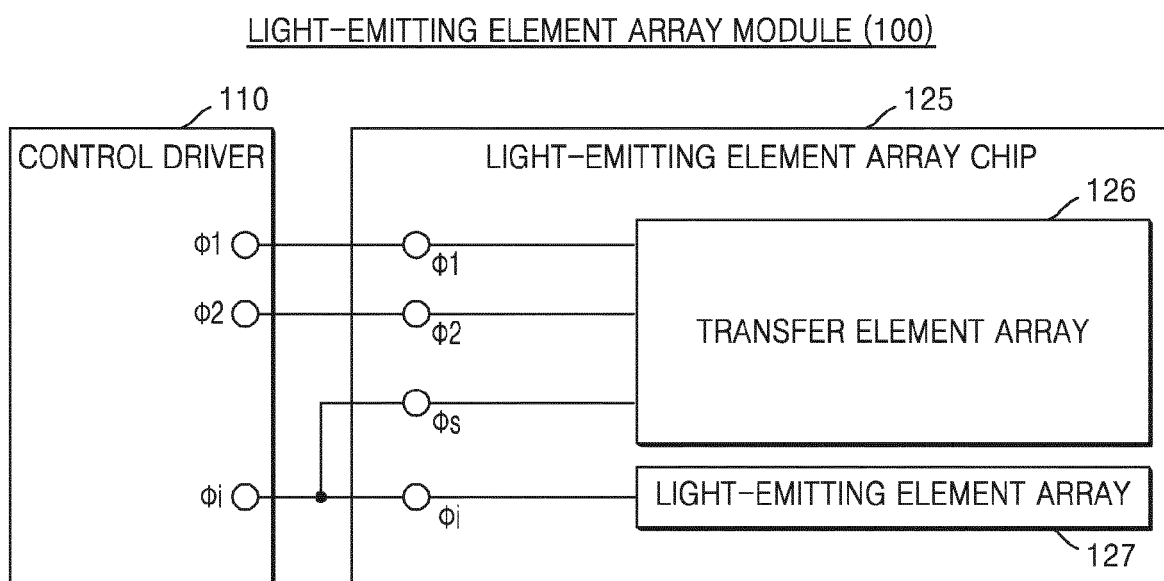 LIGHT-EMITTING ELEMENT ARRAY MODULE (100)
110
125
CONTROL DRIVER
LIGHT-EMITTING ELEMENT ARRAY CHIP
126
ϕ1
ϕ1
ϕ2
ϕ2
TRANSFER ELEMENT ARRAY
ϕs
ϕi
ϕi
LIGHT-EMITTING ELEMENT ARRAY
127